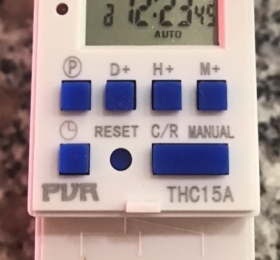 d 12:23 45
AUTO
P D+ H+ M+
RESET C/R MANUAL
PVR THC15A